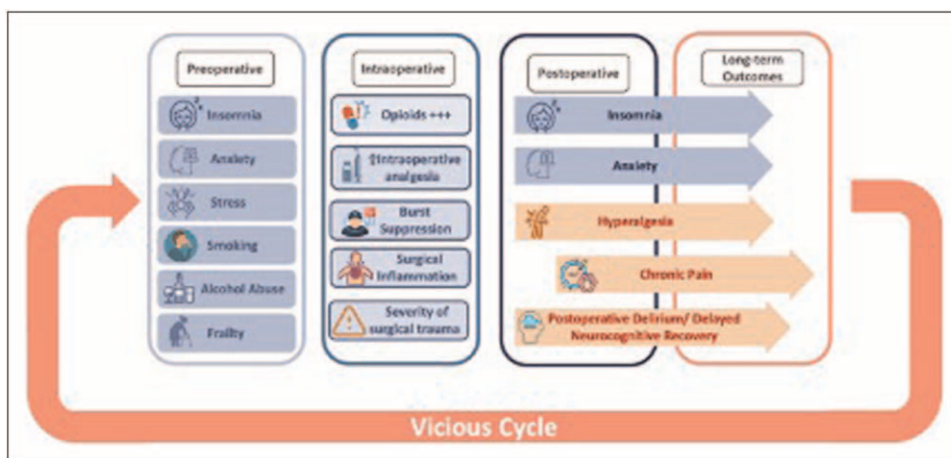 Preoperative
Insomnia
Anxiety
Stress
Smoking
Alcohol Abuse
Frailty
Intraoperative
Opioids +++
⇧Intraoperative
analgesia
Burst
Suppression
Surgical
Inflammation
Severity of
surgical trauma
Postoperative
Long-term
Outcomes
Insomnia
Anxiety
Hyperalgesia
Chronic Pain
Postoperative Delirium/ Delayed
Neurocognitive Recovery
Vicious Cycle